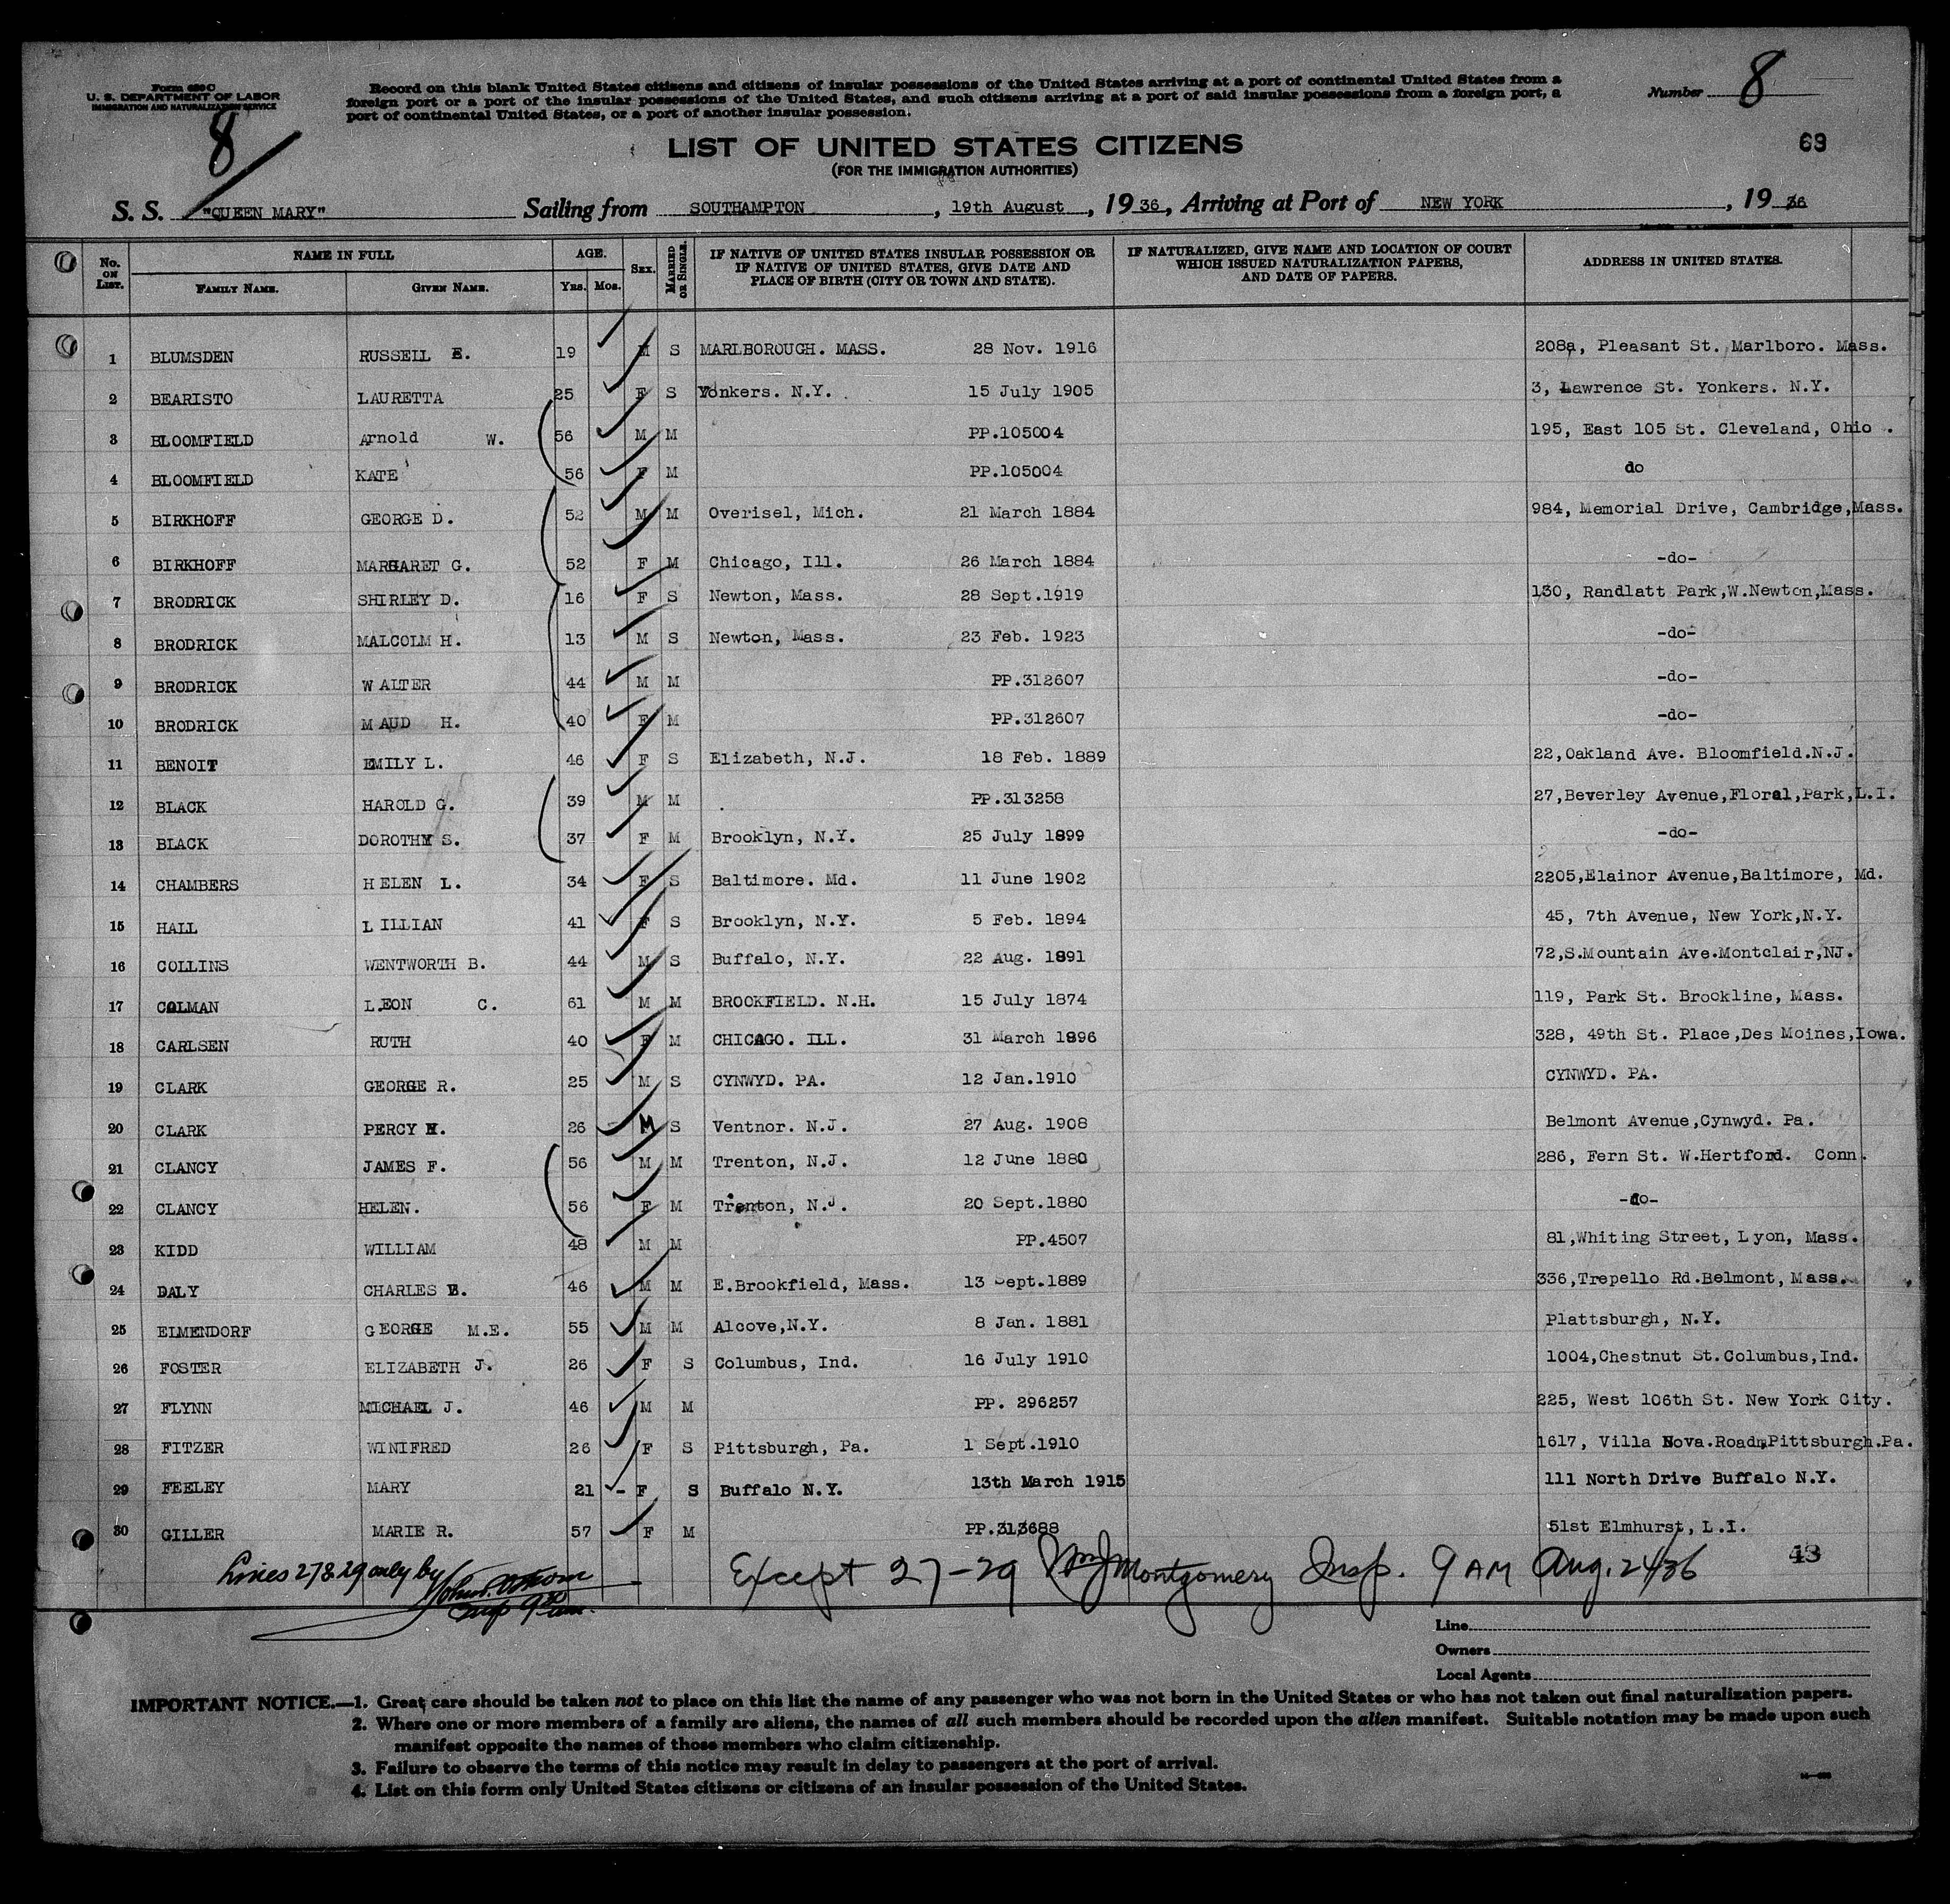 Form 630 C
U. S. DEPARTMENT OF LABOR
IMMIGRATION AND NATURALIZATION SERVICE
8
Record on this blank United States citizens and citizens of insular possessions of the United States arriving at a port of continental United States from a
foreign port or a port of the insular possessions of the United States, and such citizens arriving at a port of said insular possessions from a foreign port, a
port of continental United States, or a port of another insular possession.
Number 8
LIST OF UNITED STATES CITIZENS
69
(FOR THE IMMIGRATION AUTHORITIES)
S. S. "QUEEN MARY" Sailing from SOUTHAMPTON, 19th August, 19 36, Arriving at Port of NEW YORK, 19 36
No. ON LIST. NAME IN FULL FAMILY NAME. GIVEN NAME. AGE. YRS. MOS. SEX. MARRIED OR SINGLE. IF NATIVE OF UNITED STATES INSULAR POSSESSION OR IF NATIVE OF UNITED STATES, GIVE DATE AND PLACE OF BIRTH (CITY OR TOWN AND STATE). IF NATURALIZED, GIVE NAME AND LOCATION OF COURT WHICH ISSUED NATURALIZATION PAPERS, AND DATE OF PAPERS. ADDRESS IN UNITED STATES.
1 BLUMSDEN RUSSELL E. 19 M S MARLBOROUGH. MASS. 28 Nov. 1916 208a, Pleasant St. Marlboro. Mass.
2 BEARISTO LAURETTA 25 F S Yonkers. N.Y. 15 July 1905 3, Lawrence St. Yonkers. N.Y.
3 BLOOMFIELD Arnold W. 56 M M PP.105004 195, East 105 St. Cleveland, Ohio .
4 BLOOMFIELD KATE 56 F M PP.105004 do
5 BIRKHOFF GEORGE D. 52 M M Overisel, Mich. 21 March 1884 984, Memorial Drive, Cambridge,Mass.
6 BIRKHOFF MARGARET G. 52 F M Chicago, Ill. 26 March 1884 -do-
7 BRODRICK SHIRLEY D. 16 F S Newton, Mass. 28 Sept.1919 130, Randlatt Park,W.Newton,Mass.
8 BRODRICK MALCOLM H. 13 M S Newton, Mass. 23 Feb. 1923 -do-
9 BRODRICK WALTER 44 M M PP.312607 -do-
10 BRODRICK MAUD H. 40 F M PP.312607 -do-
11 BENOIT EMILY L. 46 F S Elizabeth, N.J. 18 Feb. 1889 22,Oakland Ave. Bloomfield.N.J.
12 BLACK HAROLD G. 39 M M PP.313258 27,Beverley Avenue,Floral,Park,L.I.
13 BLACK DOROTHY S. 37 F M Brooklyn, N.Y. 25 July 1899 -do-
14 CHAMBERS HELEN L. 34 F S Baltimore. Md. 11 June 1902 2205,Elainor Avenue,Baltimore, Md.
15 HALL LILLIAN 41 F S Brooklyn, N.Y. 5 Feb. 1894 45, 7th Avenue, New York,N.Y.
16 COLLINS WENTWORTH B. 44 M S Buffalo, N.Y. 22 Aug. 1891 72,S.Mountain Ave.Montclair,NJ.
17 COLMAN LEON C. 61 M M BROOKFIELD. N.H. 15 July 1874 119, Park St. Brookline, Mass.
18 CARLSEN RUTH 40 F M CHICAGO. ILL. 31 March 1896 328, 49th St. Place,Des Moines,Iowa.
19 CLARK GEORGE R. 25 M S CYNWYD. PA. 12 Jan.1910 CYNWYD. PA.
20 CLARK PERCY H. 26 M S Ventnor. N.J. 27 Aug. 1908 Belmont Avenue,Cynwyd. Pa.
21 CLANCY JAMES F. 56 M M Trenton, N.J. 12 June 1880 286, Fern St. W.Hertford. Conn.
22 CLANCY HELEN. 56 F M Trenton, N.J. 20 Sept.1880 -do-
23 KIDD WILLIAM 48 M M PP.4507 81,Whiting Street, Lyon, Mass.
24 DALY CHARLES E. 46 M M E.Brookfield, Mass. 13 Sept.1889 336,Trepello Rd.Belmont, Mass.
25 ELMENDORF GEORGE M.E. 55 M M Alcove,N.Y. 8 Jan. 1881 Plattsburgh, N.Y.
26 FOSTER ELIZABETH J. 26 F S Columbus, Ind. 16 July 1910 1004,Chestnut St.Columbus,Ind.
27 FLYNN MICHAEL J. 46 M M PP. 296257 225, West 106th St. New York City.
28 FITZER WINIFRED 26 F S Pittsburgh, Pa. 1 Sept.1910 1617, Villa Nova.Road,Pittsburgh.Pa.
29 FEELEY MARY 21 - F S Buffalo N.Y. 13th March 1915 111 North Drive Buffalo N.Y.
30 GILLER MARIE R. 57 F M PP.313688 51st Elmhurst, L.I.
Lines 27&29 only by
Insp 9 30 am.
Except 27-29 Wm J Montgomery Insp. 9 AM Aug. 24/36
43
Line
Owners
Local Agents
IMPORTANT NOTICE.—1. Great care should be taken not to place on this list the name of any passenger who was not born in the United States or who has not taken out final naturalization papers.
2. Where one or more members of a family are aliens, the names of all such members should be recorded upon the alien manifest. Suitable notation may be made upon such
manifest opposite the names of those members who claim citizenship.
3. Failure to observe the terms of this notice may result in delay to passengers at the port of arrival.
4. List on this form only United States citizens or citizens of an insular possession of the United States.